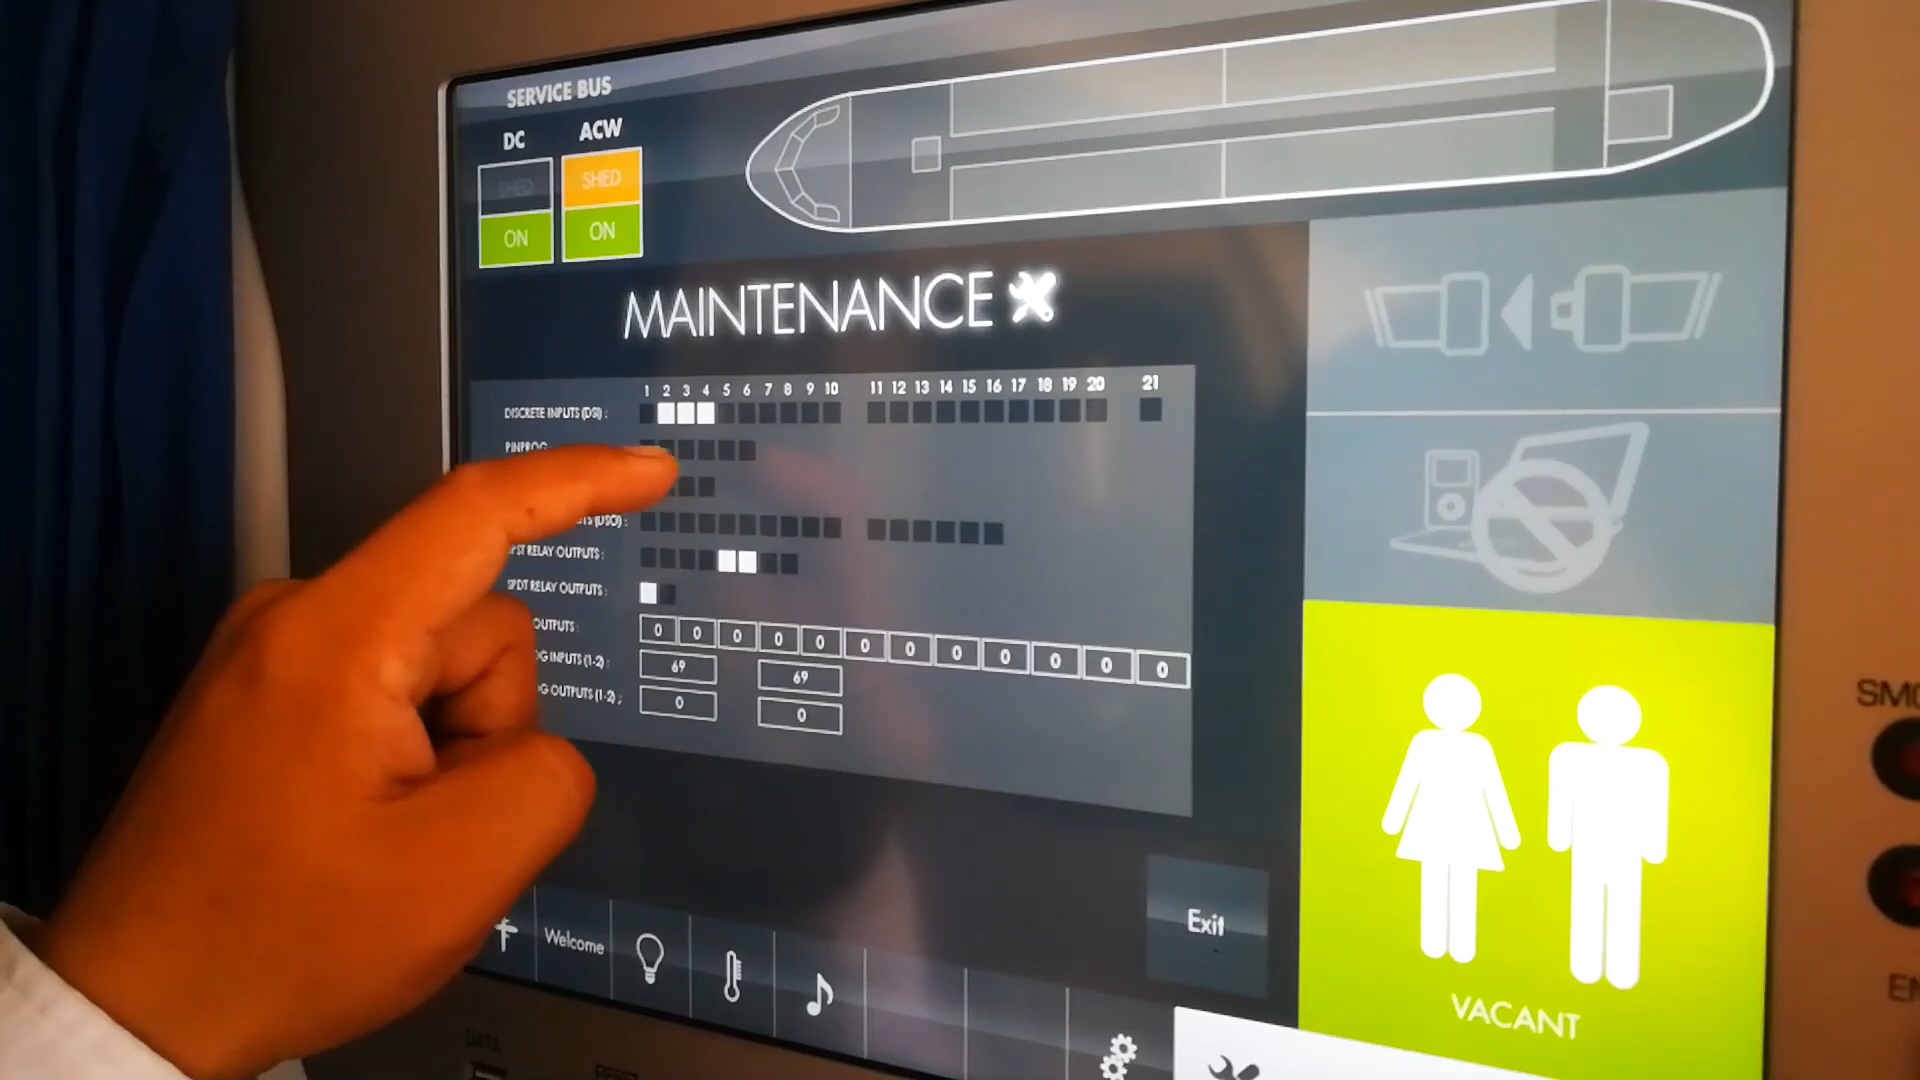 SERVICE BUS
DC ACW
SHED SHED
ON ON
MAINTENANCE
1 2 3 4 5 6 7 8 9 10 11 12 13 14 15 16 17 18 19 20 21
DISCRETE INPUTS (DSI) :
PINPROG
(DSO) :
RELAY OUTPUTS :
SPDT RELAY OUTPUTS :
OUTPUTS : 0 0 0 0 0 0 0 0 0 0 0 0
INPUTS (1-2) : 69 69
OUTPUTS (1-2) : 0 0
Exit
Welcome
VACANT
DATA
RESET